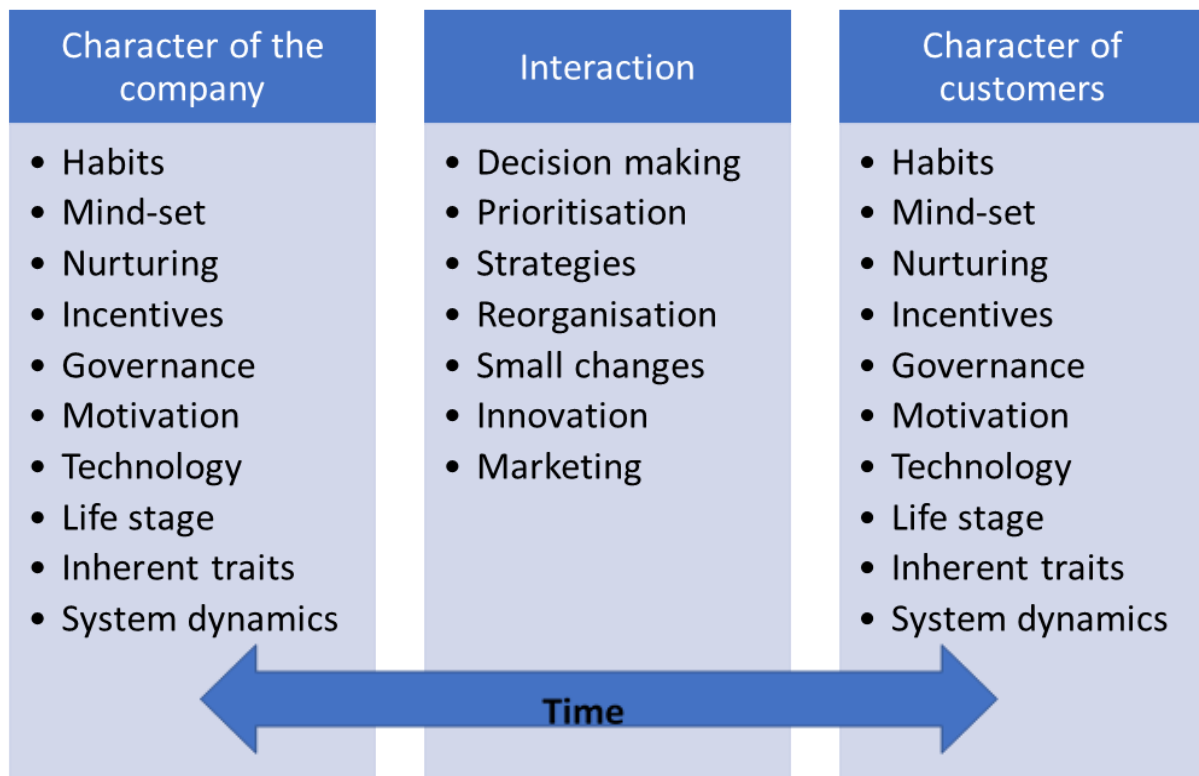 Character of the
company
• Habits
• Mind-set
• Nurturing
• Incentives
• Governance
• Motivation
• Technology
• Life stage
• Inherent traits
• System dynamics
Interaction
• Decision making
• Prioritisation
• Strategies
• Reorganisation
• Small changes
• Innovation
• Marketing
Character of
customers
• Habits
• Mind-set
• Nurturing
• Incentives
• Governance
• Motivation
• Technology
• Life stage
• Inherent traits
• System dynamics
Time